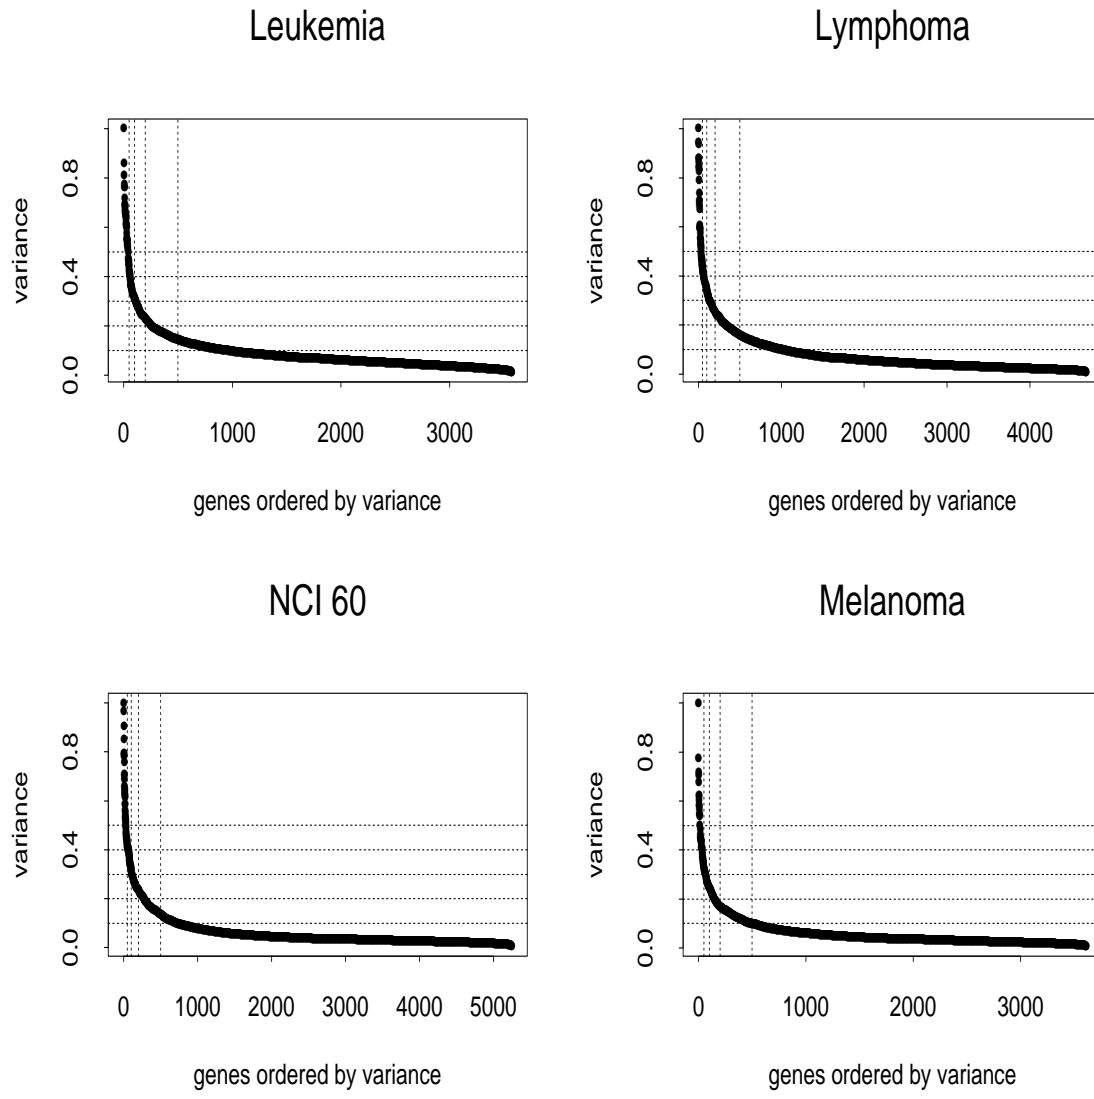 Leukemia
variance
0.0 0.4 0.8
0 1000 2000 3000
genes ordered by variance
Lymphoma
variance
0.0 0.4 0.8
0 1000 2000 3000 4000
genes ordered by variance
NCI 60
variance
0.0 0.4 0.8
0 1000 2000 3000 4000 5000
genes ordered by variance
Melanoma
variance
0.0 0.4 0.8
0 1000 2000 3000
genes ordered by variance